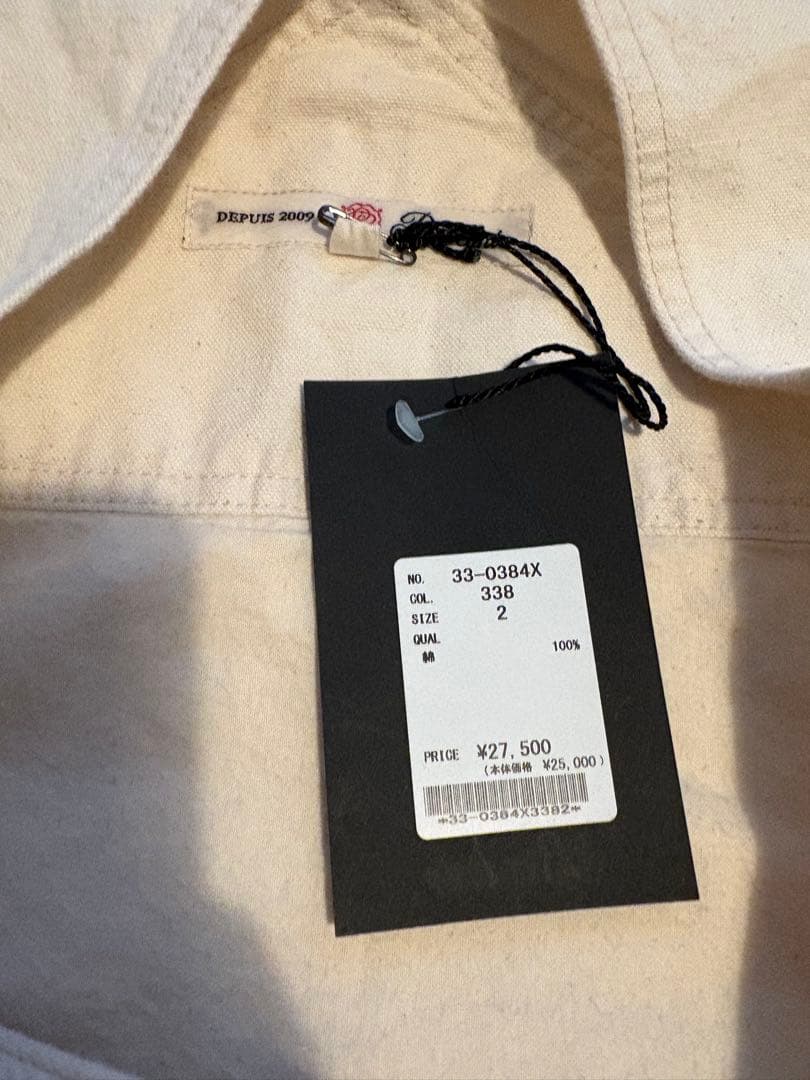 DEPUIS 2009
NO. 33-0384X
COL. 338
SIZE 2
QUAL
綿 100%
PRICE ¥27,500
(本体価格 ¥25,000)
*33-0384X3382*